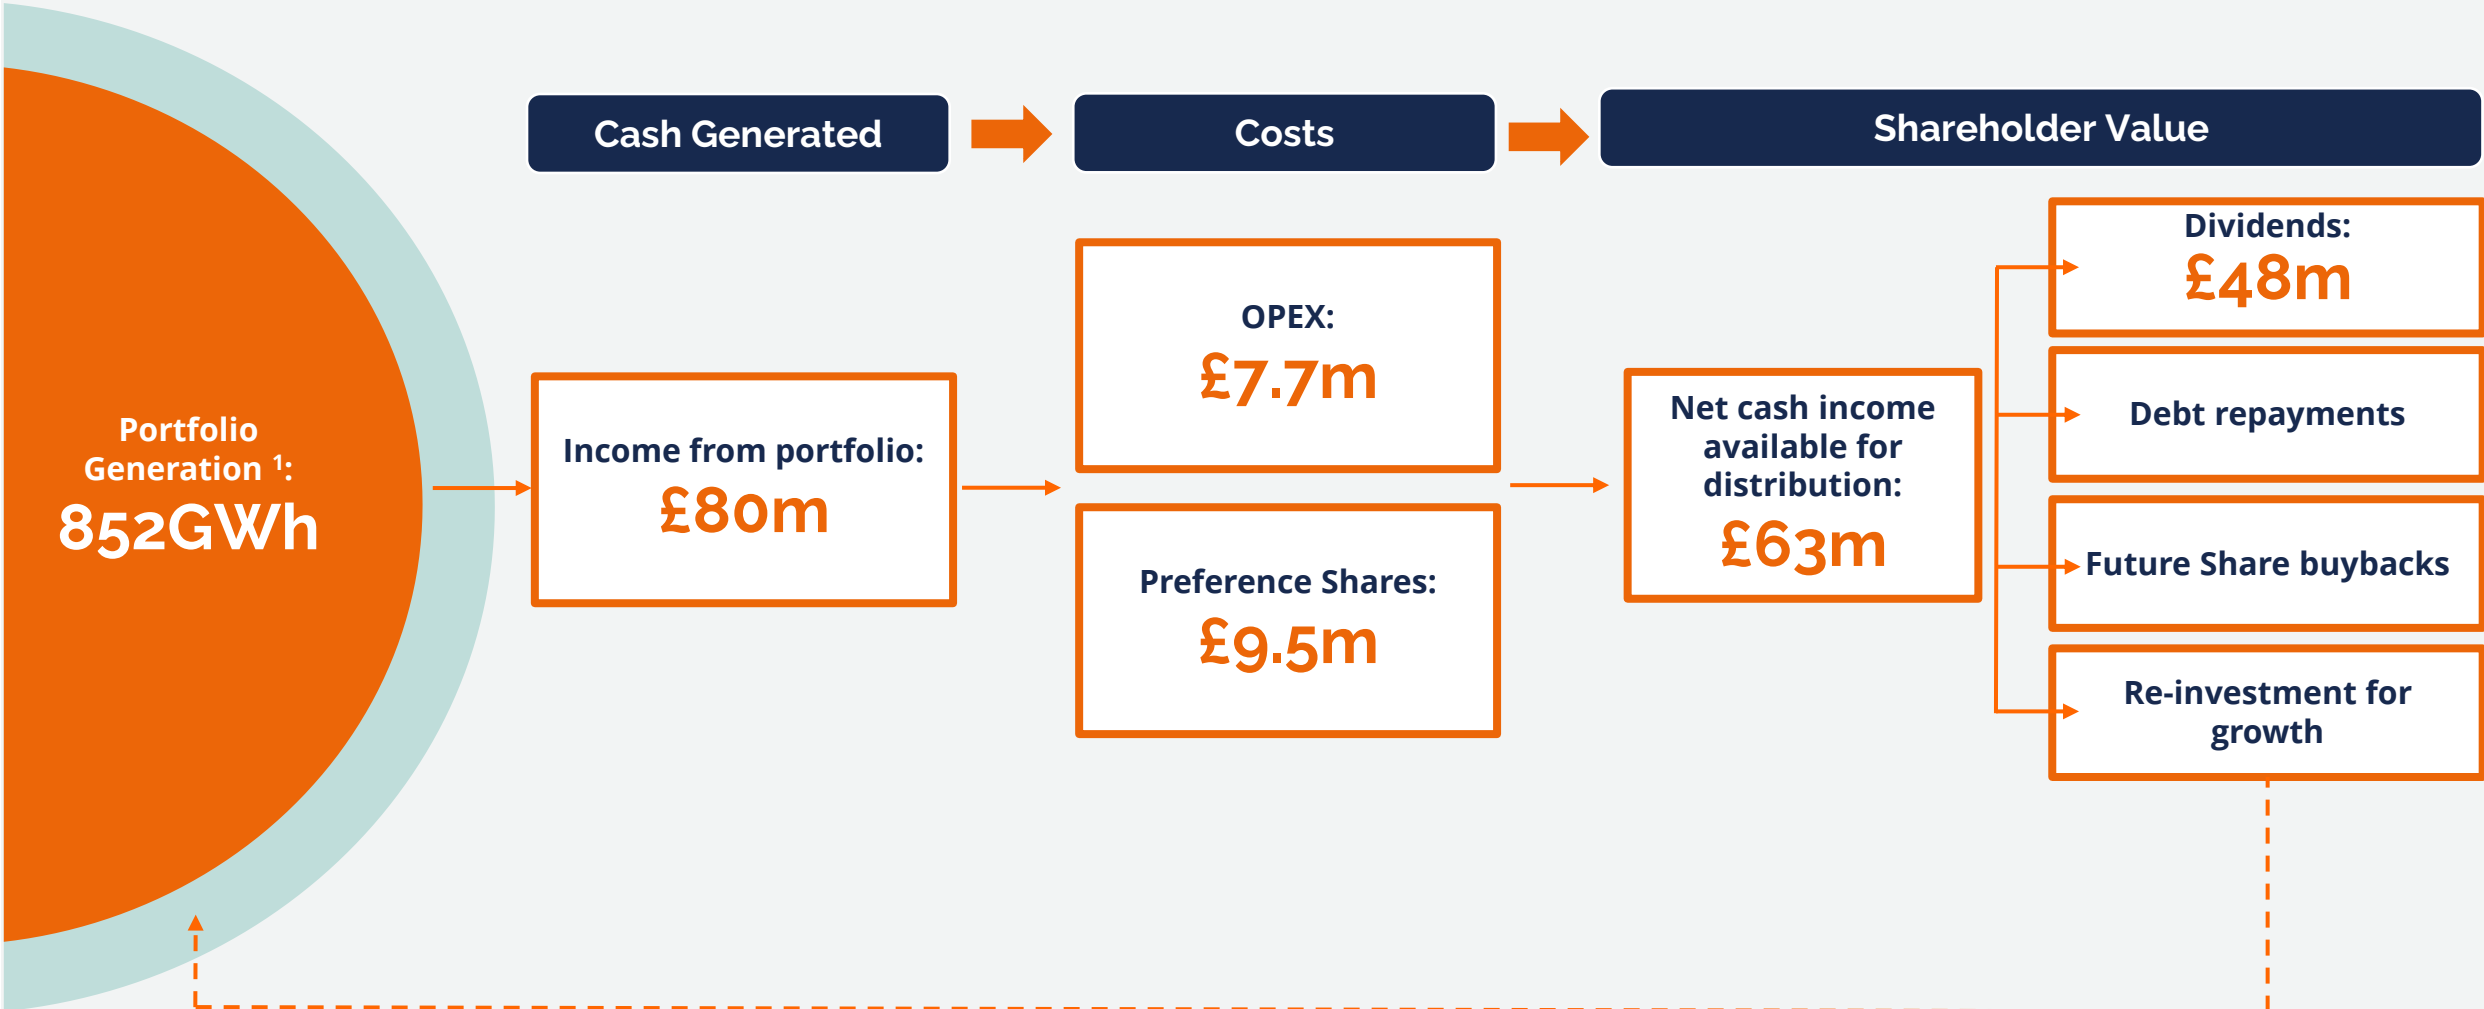 Cash Generated
Costs
Shareholder Value
Portfolio
Generation ¹:
852GWh
Income from portfolio:
£80m
OPEX:
£7.7m
Preference Shares:
£9.5m
Net cash income
available for
distribution:
£63m
Dividends:
£48m
Debt repayments
Future Share buybacks
Re-investment for
growth